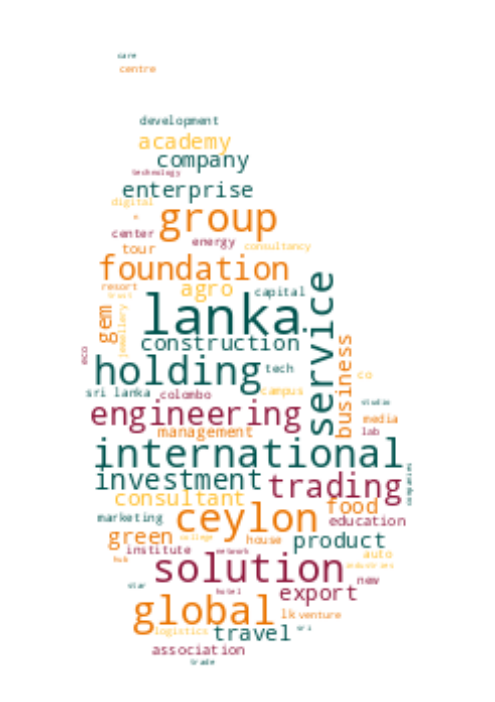 care
centre
development
academy
company
technology
enterprise
digital
e
group
center
energy
consultancy
tour
foundation
resort
agro
capital
trust
service
lanka
gem
jewellery
construction
business
eco
holding
tech
co
sri lanka
colombo
campus
studio
engineering
media
management
lab
international
investment
trading
companies
consultant
food
marketing
ceylon
education
green
college
house
product
institute
network
auto
hub
solution
industries
new
star
hotel
export
global
lk
venture
logistics
travel
sri
association
trade